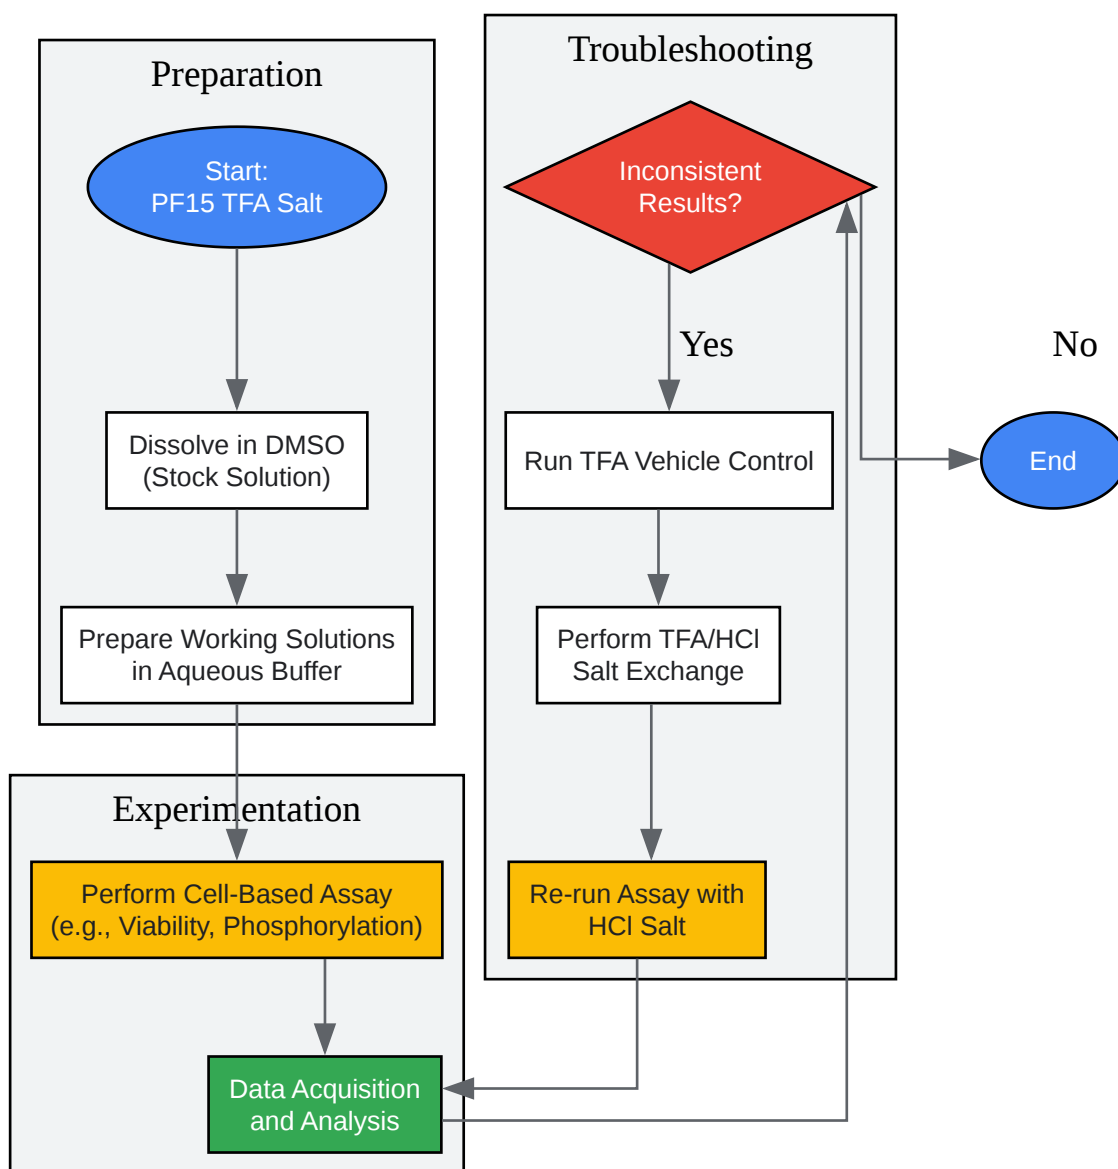 Preparation
Start:
PF15 TFA Salt
Dissolve in DMSO
(Stock Solution)
Prepare Working Solutions
in Aqueous Buffer
Experimentation
Perform Cell-Based Assay
(e.g., Viability, Phosphorylation)
Data Acquisition
and Analysis
Troubleshooting
Inconsistent
Results?
Yes
Run TFA Vehicle Control
Perform TFA/HCl
Salt Exchange
Re-run Assay with
HCl Salt
No
End